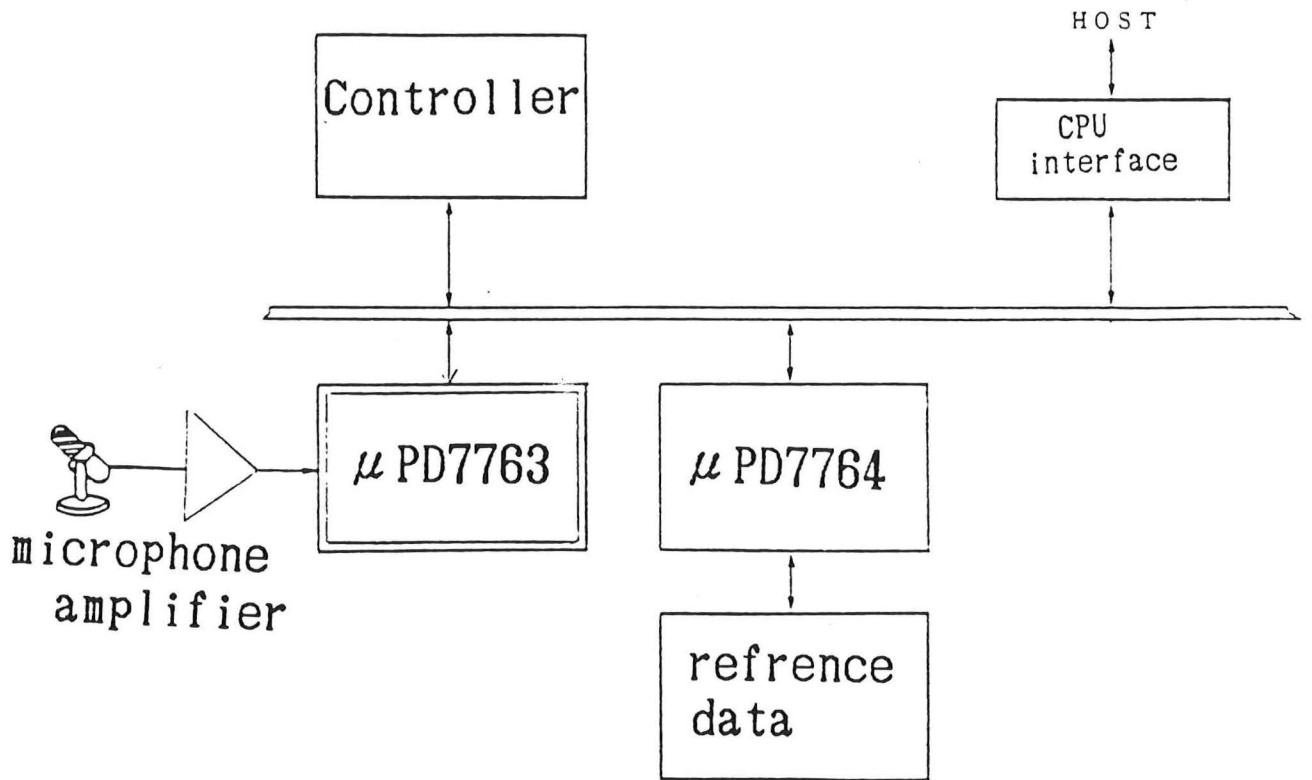 HOST
Controller
CPU
interface
μPD7763
μPD7764
microphone
amplifier
refrence
data